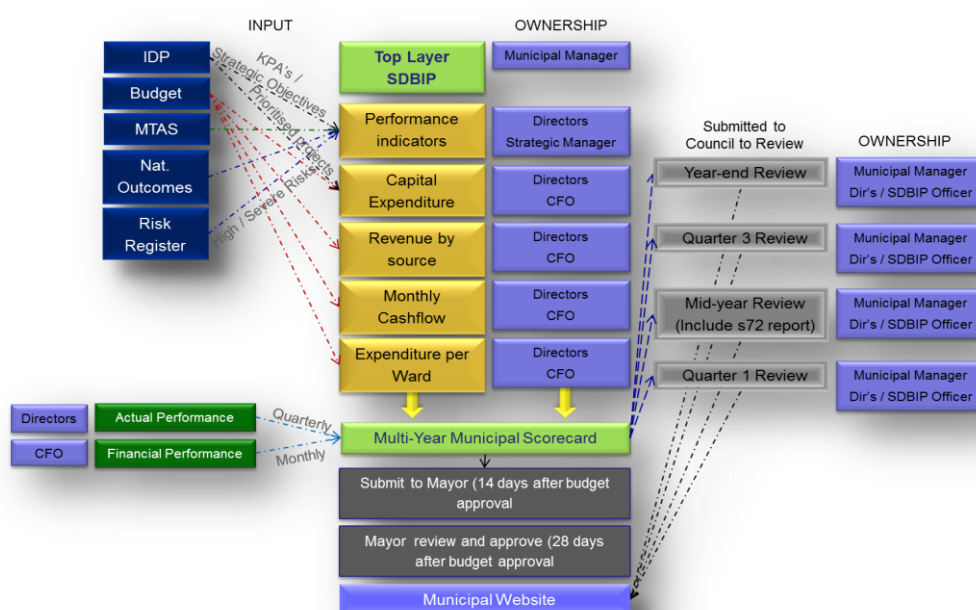 INPUT
OWNERSHIP
IDP
Budget
MTAS
Nat.
Outcomes
Risk
Register
KPA's /
Strategic Objectives
Prioritised projects
High / Severe Risks
Top Layer
SDBIP
Municipal Manager
Performance
indicators
Directors
Strategic Manager
Capital
Expenditure
Directors
CFO
Revenue by
source
Directors
CFO
Monthly
Cashflow
Directors
CFO
Expenditure per
Ward
Directors
CFO
Submitted to
Council to Review
OWNERSHIP
Year-end Review
Municipal Manager
Dir's / SDBIP Officer
Quarter 3 Review
Municipal Manager
Dir's / SDBIP Officer
Mid-year Review
(Include s72 report)
Municipal Manager
Dir's / SDBIP Officer
Quarter 1 Review
Municipal Manager
Dir's / SDBIP Officer
Directors
Actual Performance
Quarterly
CFO
Financial Performance
Monthly
Multi-Year Municipal Scorecard
Submit to Mayor (14 days after budget
approval
Mayor review and approve (28 days
after budget approval
Municipal Website